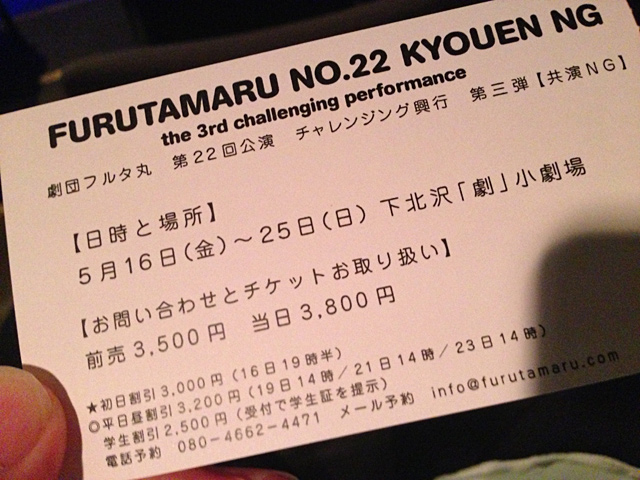 FURUTAMARU NO.22 KYOUEN NG
the 3rd challenging performance
劇団フルタ丸 第22回公演 チャレンジング興行 第三弾【共演NG】
【日時と場所】
5月16日(金)～25日(日) 下北沢「劇」小劇場
【お問い合わせとチケットお取り扱い】
前売3,500円 当日3,800円
★初日割引3,000円(16日19時半)
◎平日昼割引3,200円(19日14時/21日14時/23日14時)
学生割引2,500円(受付で学生証を提示)
電話予約 080-4662-4471 メール予約 info@furutamaru.com